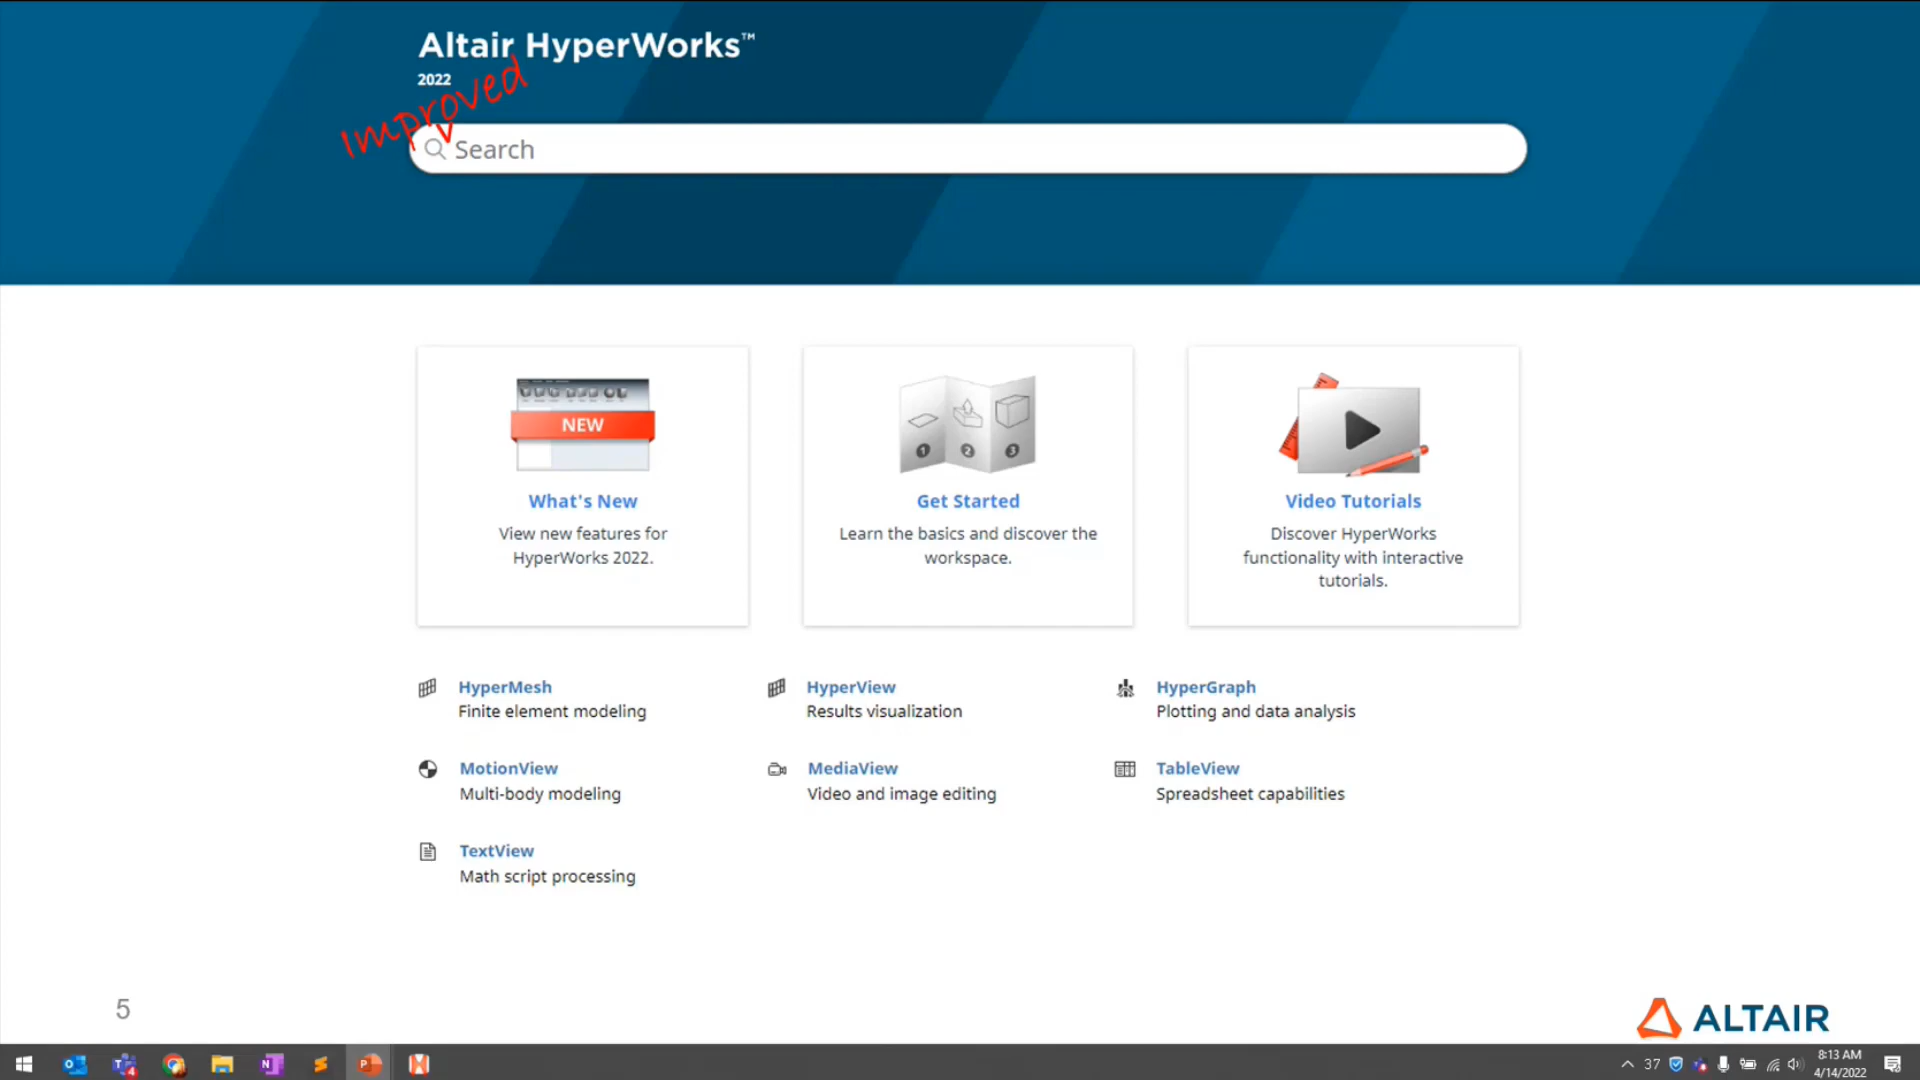 Altair HyperWorks™
2022
Improved
Search
NEW
What's New
View new features for
HyperWorks 2022.
1 2 3
Get Started
Learn the basics and discover the
workspace.
Video Tutorials
Discover HyperWorks
functionality with interactive
tutorials.
HyperMesh
Finite element modeling
HyperView
Results visualization
HyperGraph
Plotting and data analysis
MotionView
Multi-body modeling
MediaView
Video and image editing
TableView
Spreadsheet capabilities
TextView
Math script processing
5
ALTAIR
37
8:13 AM
4/14/2022